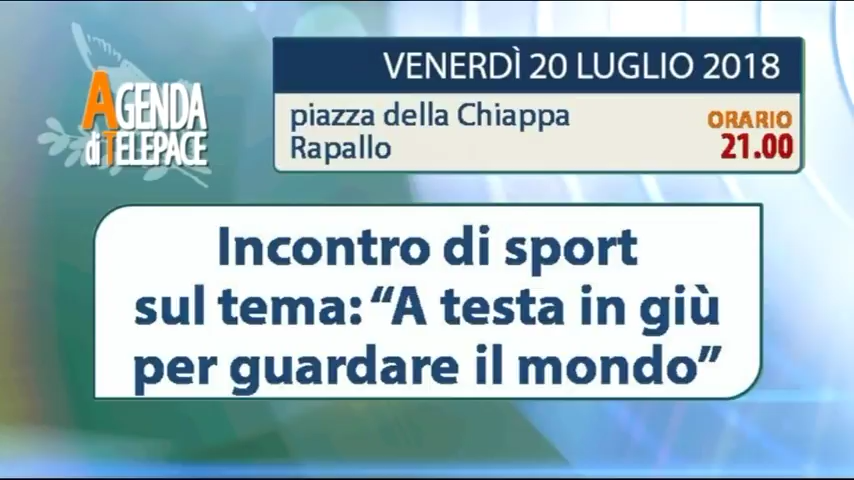 AGENDA
di TELEPACE
VENERDÌ 20 LUGLIO 2018
piazza della Chiappa
Rapallo
ORARIO
21.00
Incontro di sport
sul tema: “A testa in giù
per guardare il mondo”